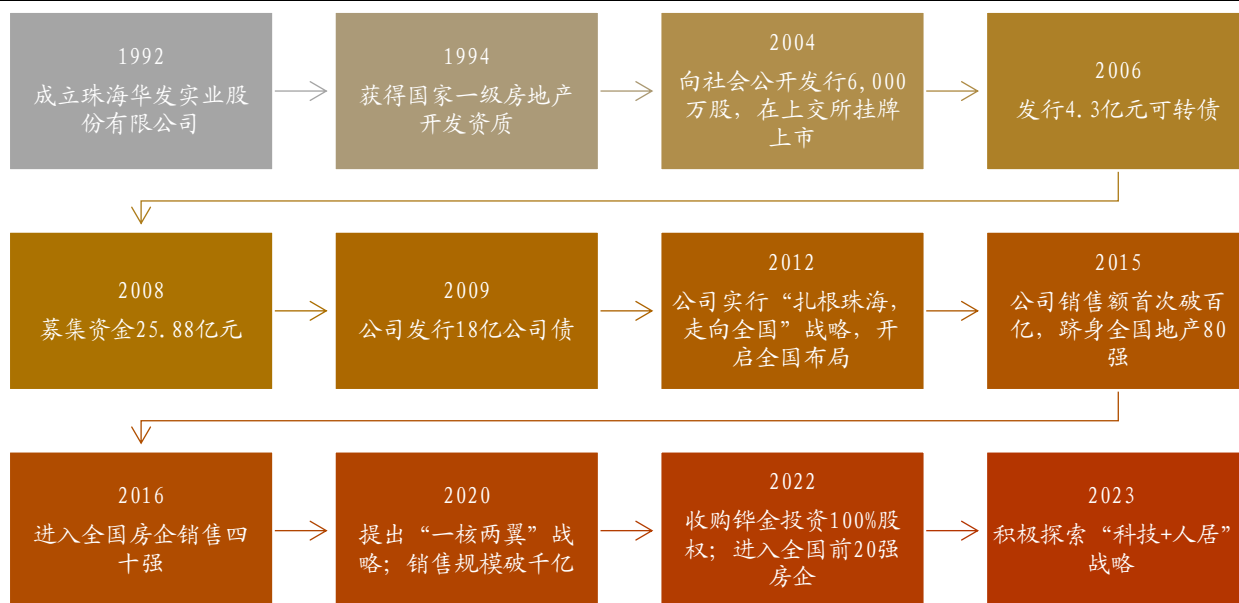 1992
成立珠海华发实业股
份有限公司
1994
获得国家一级房地产
开发资质
2004
向社会公开发行6,000
万股，在上交所挂牌
上市
2006
发行4.3亿元可转债
2008
募集资金25.88亿元
2009
公司发行18亿公司债
2012
公司实行“扎根珠海，
走向全国”战略，开
启全国布局
2015
公司销售额首次破百
亿，跻身全国地产80
强
2016
进入全国房企销售四
十强
2020
提出“一核两翼”战
略；销售规模破千亿
2022
收购铧金投资100%股
权；进入全国前20强
房企
2023
积极探索“科技+人居”
战略